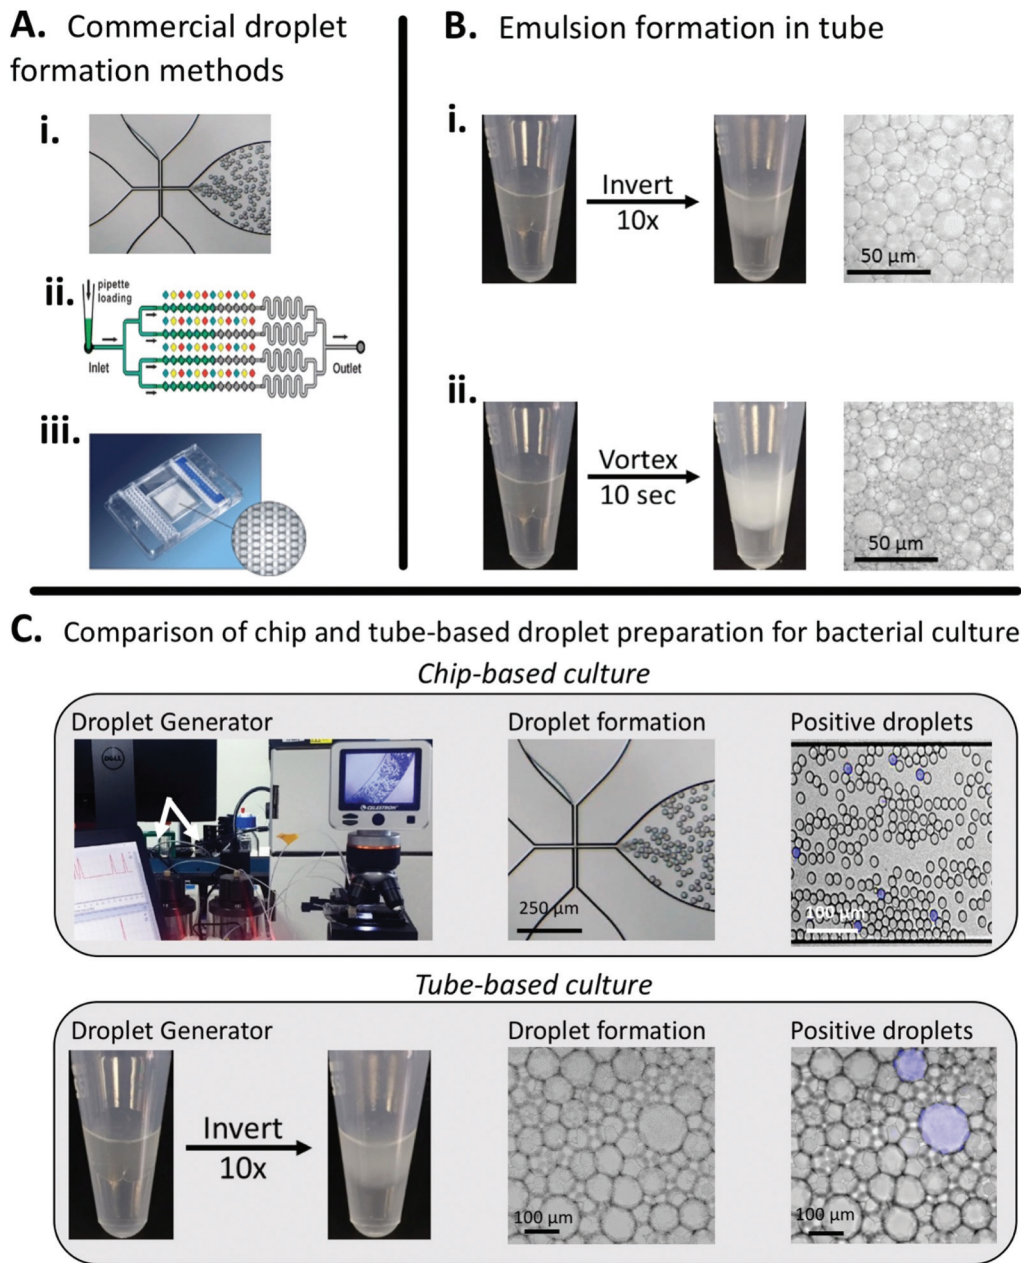 A. Commercial droplet
formation methods
i.
ii.
pipette
loading
Inlet
Outlet
iii.
B. Emulsion formation in tube
i.
Invert
10x
50 µm
ii.
Vortex
10 sec
50 µm
C. Comparison of chip and tube-based droplet preparation for bacterial culture
Chip-based culture
Droplet Generator
Droplet formation
Positive droplets
DELL
CELESTRON
250 µm
100 µm
Tube-based culture
Droplet Generator
Droplet formation
Positive droplets
Invert
10x
100 µm
100 µm